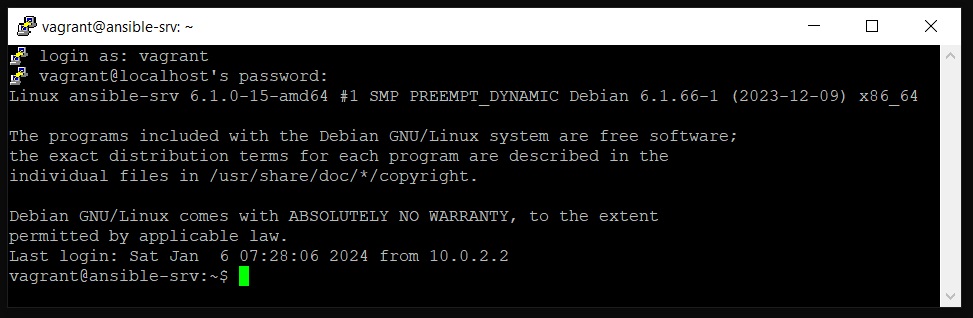 vagrant@ansible-srv: ~
login as: vagrant
vagrant@localhost's password:
Linux ansible-srv 6.1.0-15-amd64 #1 SMP PREEMPT_DYNAMIC Debian 6.1.66-1 (2023-12-09) x86_64
The programs included with the Debian GNU/Linux system are free software;
the exact distribution terms for each program are described in the
individual files in /usr/share/doc/*/copyright.
Debian GNU/Linux comes with ABSOLUTELY NO WARRANTY, to the extent
permitted by applicable law.
Last login: Sat Jan  6 07:28:06 2024 from 10.0.2.2
vagrant@ansible-srv:~$